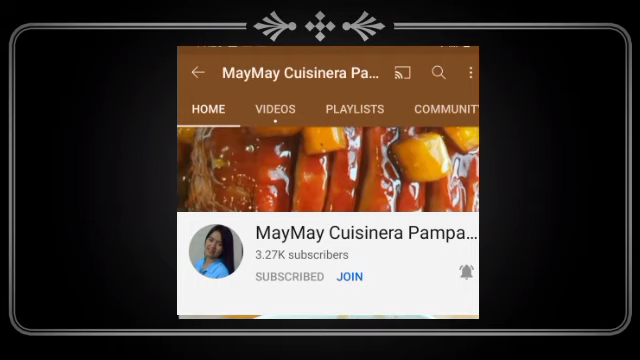 MayMay Cuisinera Pa...
HOME VIDEOS PLAYLISTS COMMUNIT
MayMay Cuisinera Pampa...
3.27K subscribers
SUBSCRIBED JOIN